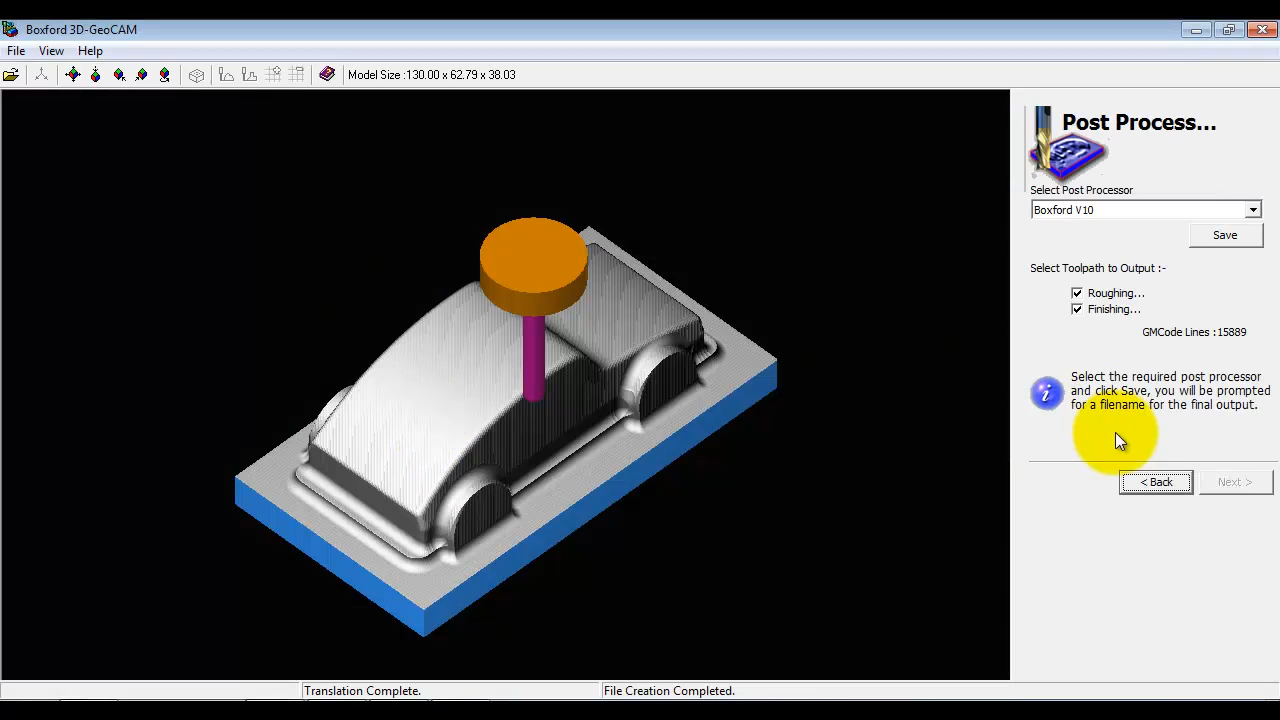 Boxford 3D-GeoCAM
File View Help
Model Size :130.00 x 62.79 x 38.03
Post Process...
Select Post Processor
Boxford V10
Save
Select Toolpath to Output :-
Roughing...
Finishing...
GMCode Lines :15889
Select the required post processor
and click Save, you will be prompted
for a filename for the final output.
< Back Next >
Translation Complete. File Creation Completed.